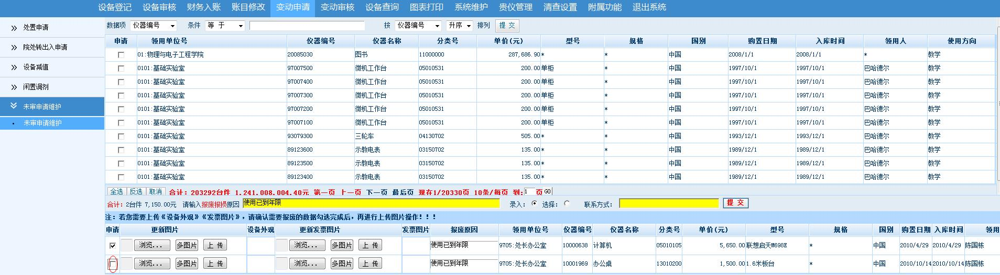 设备登记 设备审核 财务入账 账目修改 变动申请 变动审核 设备查询 图表打印 系统维护 贵仪管理 清查设置 附属功能 退出系统
处置申请
院处转出入申请
设备减值
闲置调剂
未审申请维护
未审申请维护
数据项 仪器编号 条件 等 于 按 仪器编号 升序 排列 提 交
申请 领用单位号 仪器编号 仪器名称 分类号 单价(元) 型号 规格 国别 购置日期 入库时间 领用人 使用方向
01:物理与电子工程学院 20085030 图书 11000000 287,686.90 * * 中国 2008/1/1 2008/1/1 * 教学
0101:基础实验室 97007500 微机工作台 05010531 200.00 单柜 * 中国 1997/10/1 1997/10/1 巴哈德尔 教学
0101:基础实验室 97007400 微机工作台 05010531 200.00 单柜 * 中国 1997/10/1 1997/10/1 巴哈德尔 教学
0101:基础实验室 97007300 微机工作台 05010531 200.00 单柜 * 中国 1997/10/1 1997/10/1 巴哈德尔 教学
0101:基础实验室 97007200 微机工作台 05010531 200.00 单柜 * 中国 1997/10/1 1997/10/1 巴哈德尔 教学
0101:基础实验室 97007100 微机工作台 05010531 200.00 单柜 * 中国 1997/10/1 1997/10/1 巴哈德尔 教学
0101:基础实验室 93079300 三轮车 04130702 505.00 * * 中国 1993/12/1 1993/12/1 巴哈德尔 教学
0101:基础实验室 89123600 示教电表 03150702 135.00 * * 中国 1989/12/1 1989/12/1 巴哈德尔 教学
0101:基础实验室 89123500 示教电表 03150702 135.00 * * 中国 1989/12/1 1989/12/1 巴哈德尔 教学
0101:基础实验室 89123400 示教电表 03150702 135.00 * * 中国 1989/12/1 1989/12/1 巴哈德尔 教学
全选 反选 取消 合计：203292台件 1.241.008.004.40元 第一页 上一页 下一页 最后页 现在1/20330页 10条/每页 到:1 页 GO
合计：2台件 7,150.00元 请输入报废报损原因 使用已到年限 录入： 选择： 联系方式： 提 交
注：若您需要上传《设备外观》《发票图片》，请确认需要报废的数据勾选完成后，再进行上传图片操作！！！
申请 更新图片 设备外观 更新发票图片 发票图片 报废原因 领用单位号 仪器编号 仪器名称 分类号 单价(元) 型号 规格 国别 购置日期 入库时间 领用
浏览... 多图片 上 传 浏览... 多图片 上 传 使用已到年限 9705:处长办公室 10000638 计算机 05010105 5,650.00 联想启天M698E * 中国 2010/4/29 2010/4/29 陈国栋
浏览... 多图片 上 传 浏览... 多图片 上 传 使用已到年限 9705:处长办公室 10001969 办公桌 13010200 1,500.00 1.6米板台 * 中国 2010/10/14 2010/10/14 陈国栋